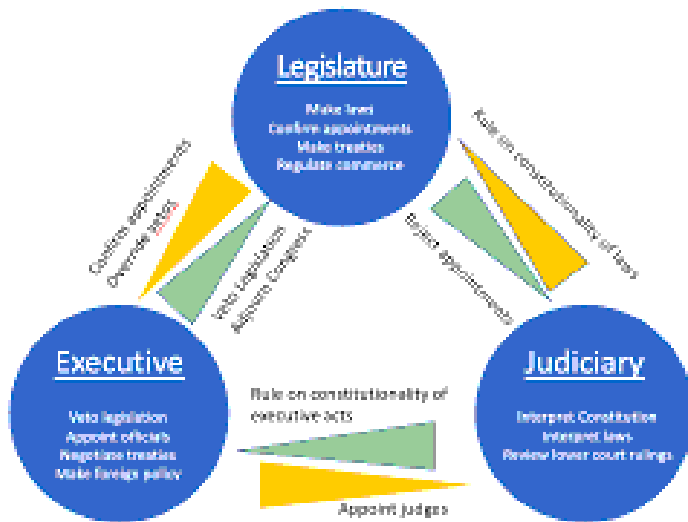 Legislature
Make laws
Confirm appointments
Make treaties
Regulate commerce
Confirm appointments
Override vetos
Veto Legislation
Adjourn Congress
Rule on constitutionality of laws
Reject appointments
Executive
Veto legislation
Appoint officials
Negotiate treaties
Make foreign policy
Rule on constitutionality of
executive acts
Appoint judges
Judiciary
Interpret Constitution
Interpret laws
Review lower court rulings